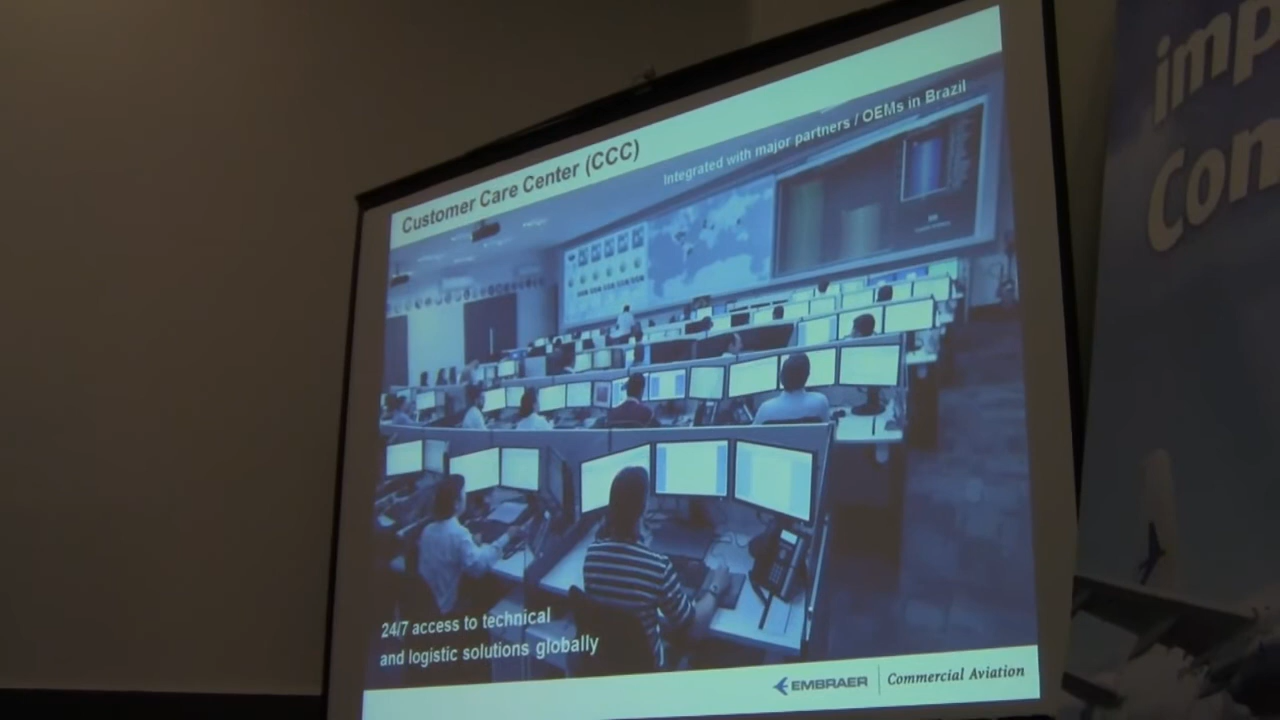 Customer Care Center (CCC)
Integrated with major partners / OEMs in Brazil
24/7 access to technical
and logistic solutions globally
EMBRAER
Commercial Aviation
imp
Con